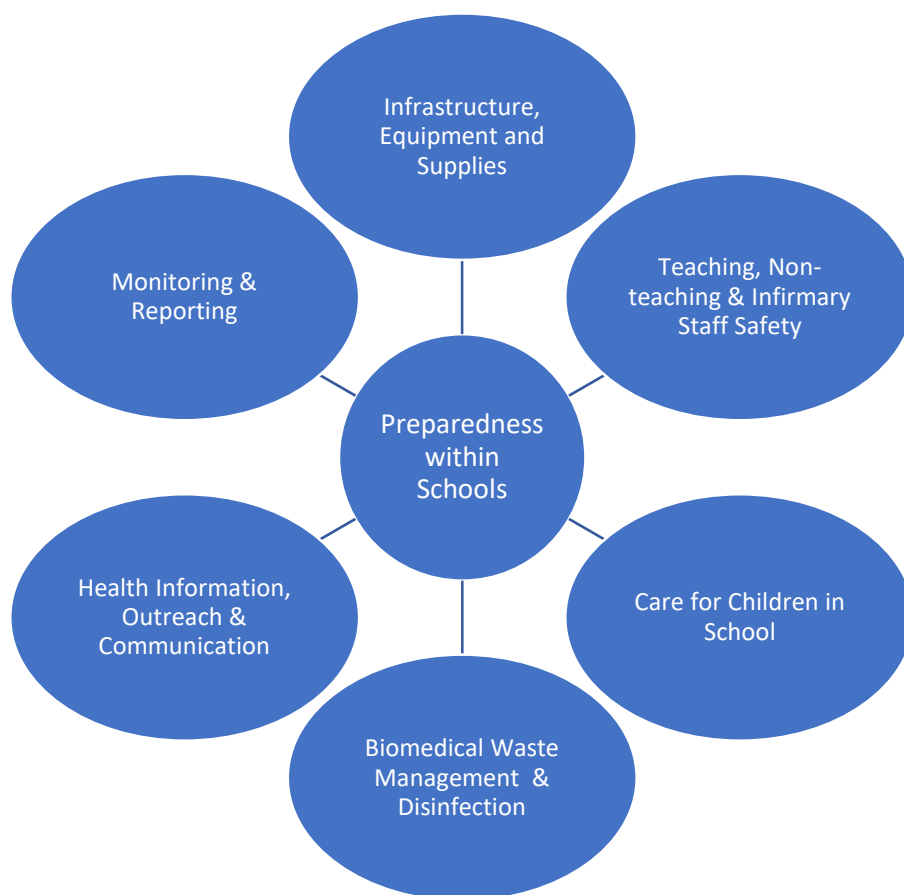 Infrastructure,
Equipment and
Supplies
Monitoring &
Reporting
Teaching, Non-
teaching & Infirmary
Staff Safety
Preparedness
within
Schools
Health Information,
Outreach &
Communication
Care for Children in
School
Biomedical Waste
Management & 
Disinfection